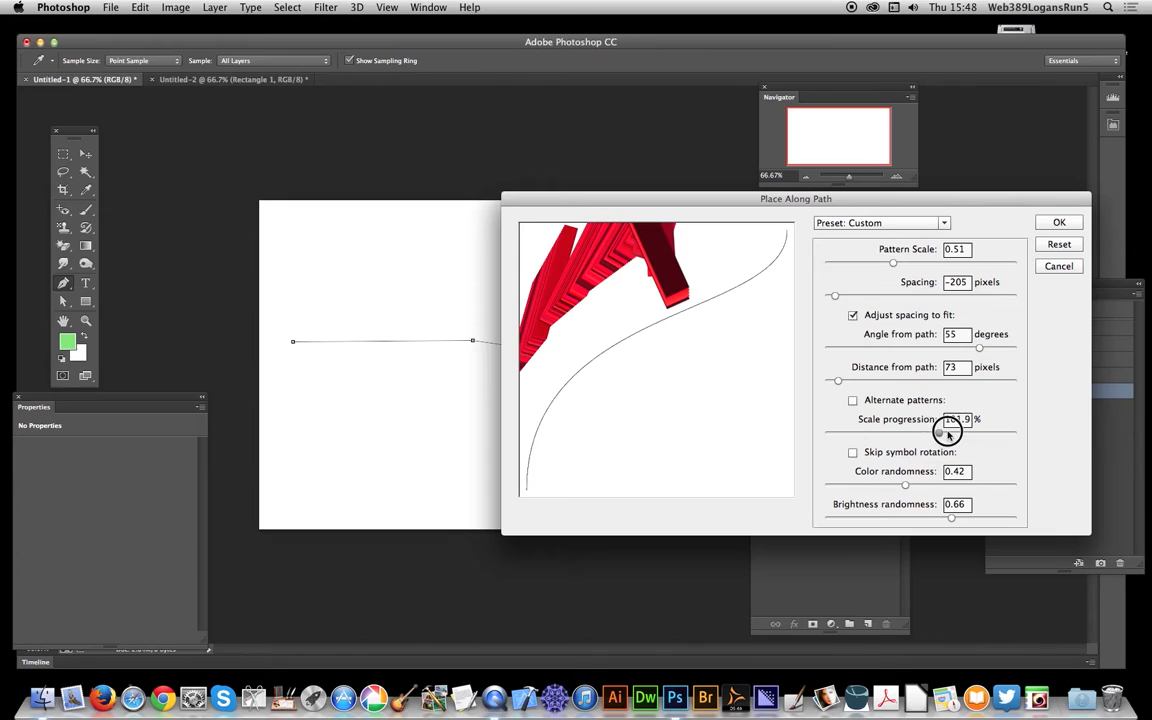 Photoshop File Edit Image Layer Type Select Filter 3D View Window Help Thu 15:48 Web389LogansRun5
Adobe Photoshop CC
Sample Size: Point Sample Sample: All Layers Show Sampling Ring Essentials
Untitled-1 @ 66.7% (RGB/8) * Untitled-2 @ 66.7% (Rectangle 1, RGB/8) *
Navigator
66.67%
Place Along Path
Preset: Custom OK
Pattern Scale: 0.51 Reset
Cancel
Spacing: -205 pixels
Adjust spacing to fit:
Angle from path: 55 degrees
Distance from path: 73 pixels
Alternate patterns:
Scale progression: %
Skip symbol rotation:
Color randomness: 0.42
Brightness randomness: 0.66
Properties
No Properties
fx
Timeline
Ai Dw Ps Br